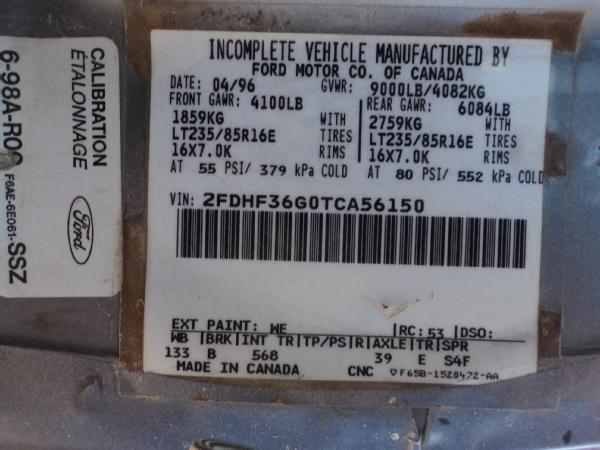 INCOMPLETE VEHICLE MANUFACTURED BY
FORD MOTOR CO. OF CANADA
DATE: 04/96 GVWR: 9000LB/4082KG
FRONT GAWR: 4100LB REAR GAWR: 6084LB
1859KG WITH 2759KG WITH
LT235/85R16E TIRES LT235/85R16E TIRES
16X7.0K RIMS 16X7.0K RIMS
AT 55 PSI/ 379 kPa COLD AT 80 PSI/ 552 kPa COLD
VIN: 2FDHF36G0TCA56150
EXT PAINT: WE RC: 53 DSO:
WB BRK INT TR TP/PS R AXLE TR SPR
133 B 568 39 E S4F
MADE IN CANADA CNC ▽F65B-1520472-AA
CALIBRATION
ÉTALONNAGE
6-98A-R00
F6AE-6E061-SSZ
Ford